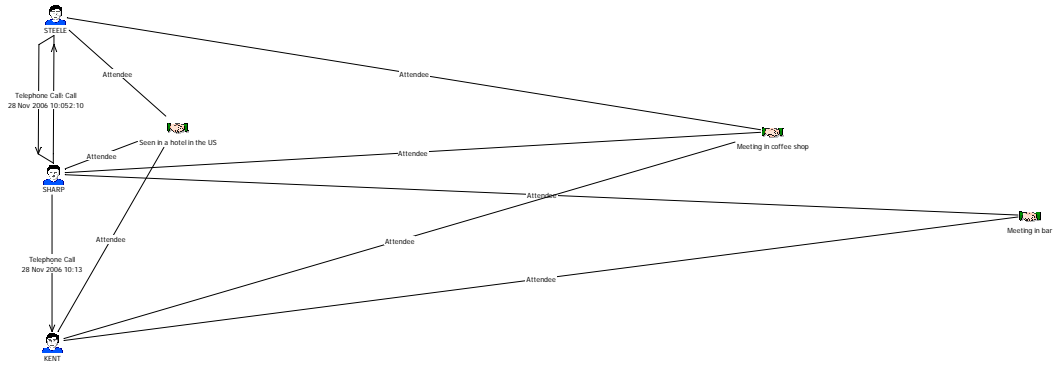 STEELE
Attendee
Attendee
Telephone Call: Call
28 Nov 2006 10:052:10
Seen in a hotel in the US
Meeting in coffee shop
Attendee
Attendee
SHARP
Attendee
Meeting in bar
Attendee
Attendee
Telephone Call
28 Nov 2006 10:13
Attendee
KENT